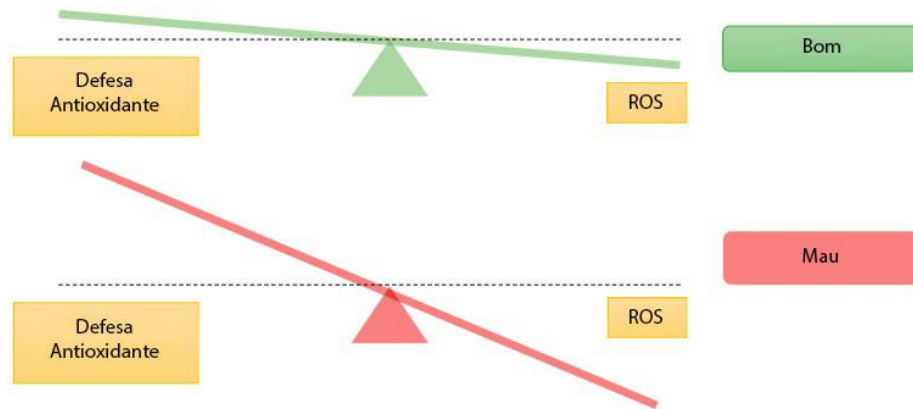 Bom
Defesa
Antioxidante
ROS
Mau
Defesa
Antioxidante
ROS